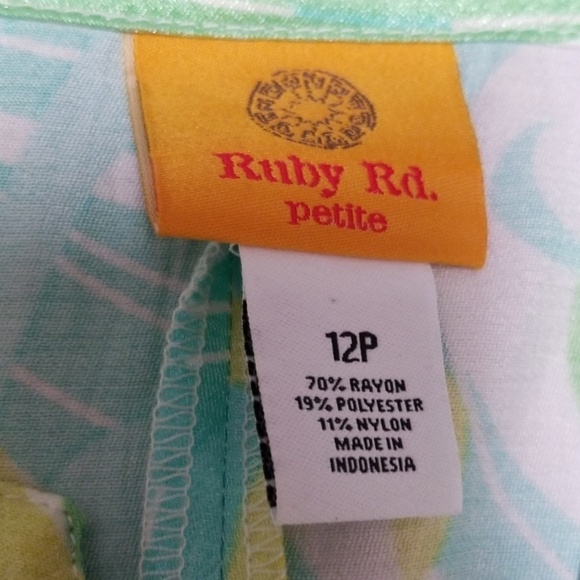 Ruby Rd.
petite
12P
70% RAYON
19% POLYESTER
11% NYLON
MADE IN
INDONESIA